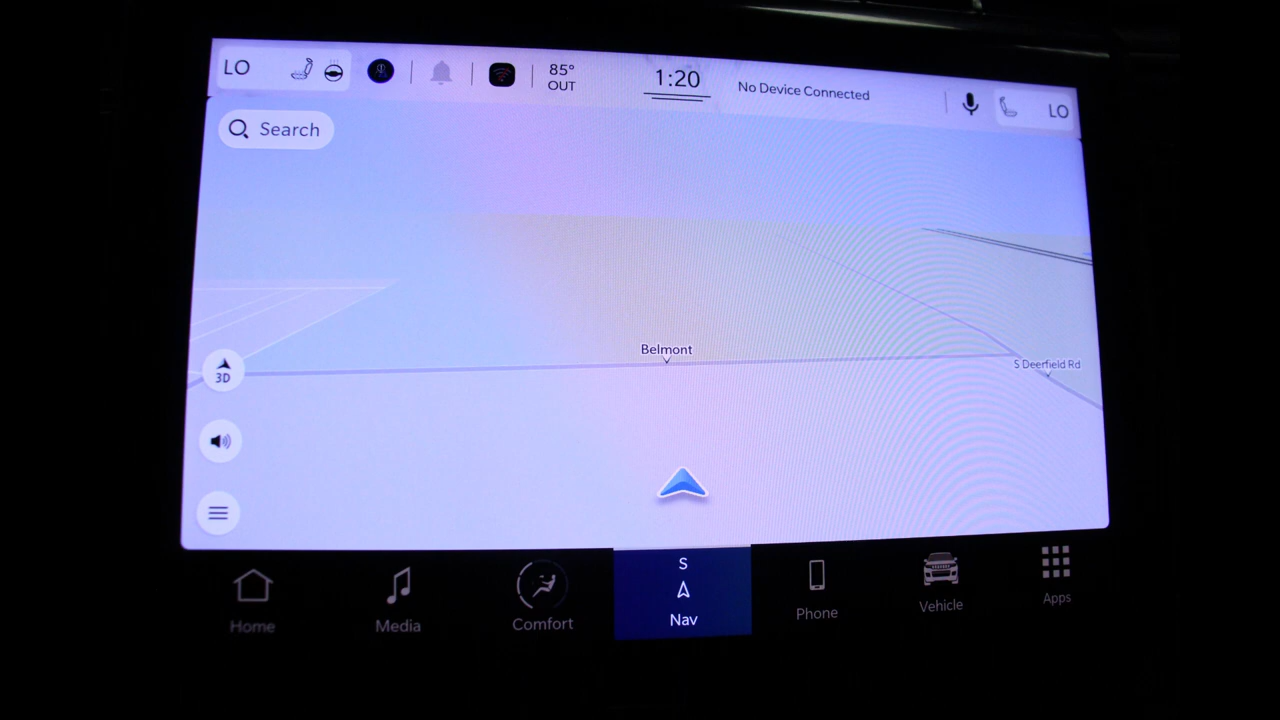 LO
85°
OUT
1:20
No Device Connected
LO
Search
Belmont
S Deerfield Rd
3D
S
Home
Media
Comfort
Nav
Phone
Vehicle
Apps